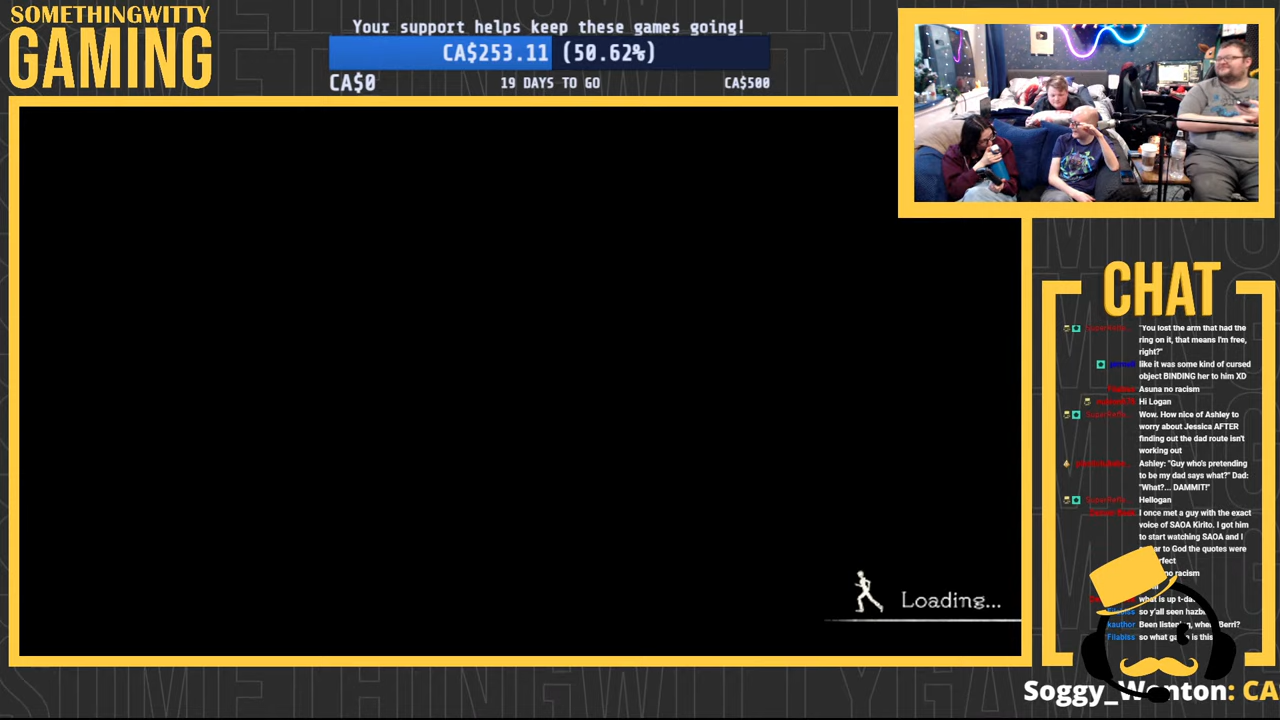 SOMETHINGWITTY
GAMING
Your support helps keep these games going!
CA$253.11 (50.62%)
CA$0
19 DAYS TO GO
CA$500
Loading...
CHAT
"You lost the arm that had the
ring on it, that means I'm free,
right?"
like it was some kind of cursed
object BINDING her to him XD
Asuna no racism
Hi Logan
Wow. How nice of Ashley to
worry about Jessica AFTER
finding out the dad route isn't
working out
Ashley: "Guy who's pretending
to be my dad says what?" Dad:
"What?... DAMMIT!"
Hellogan
I once met a guy with the exact
voice of SAOA Kirito. I got him
to start watching SAOA and I
to God the quotes were
no racism
what is up
Filabiss so y'all seen
kauthor Been Berrl?
Filabiss so what is this
Soggy_Wonton: CA